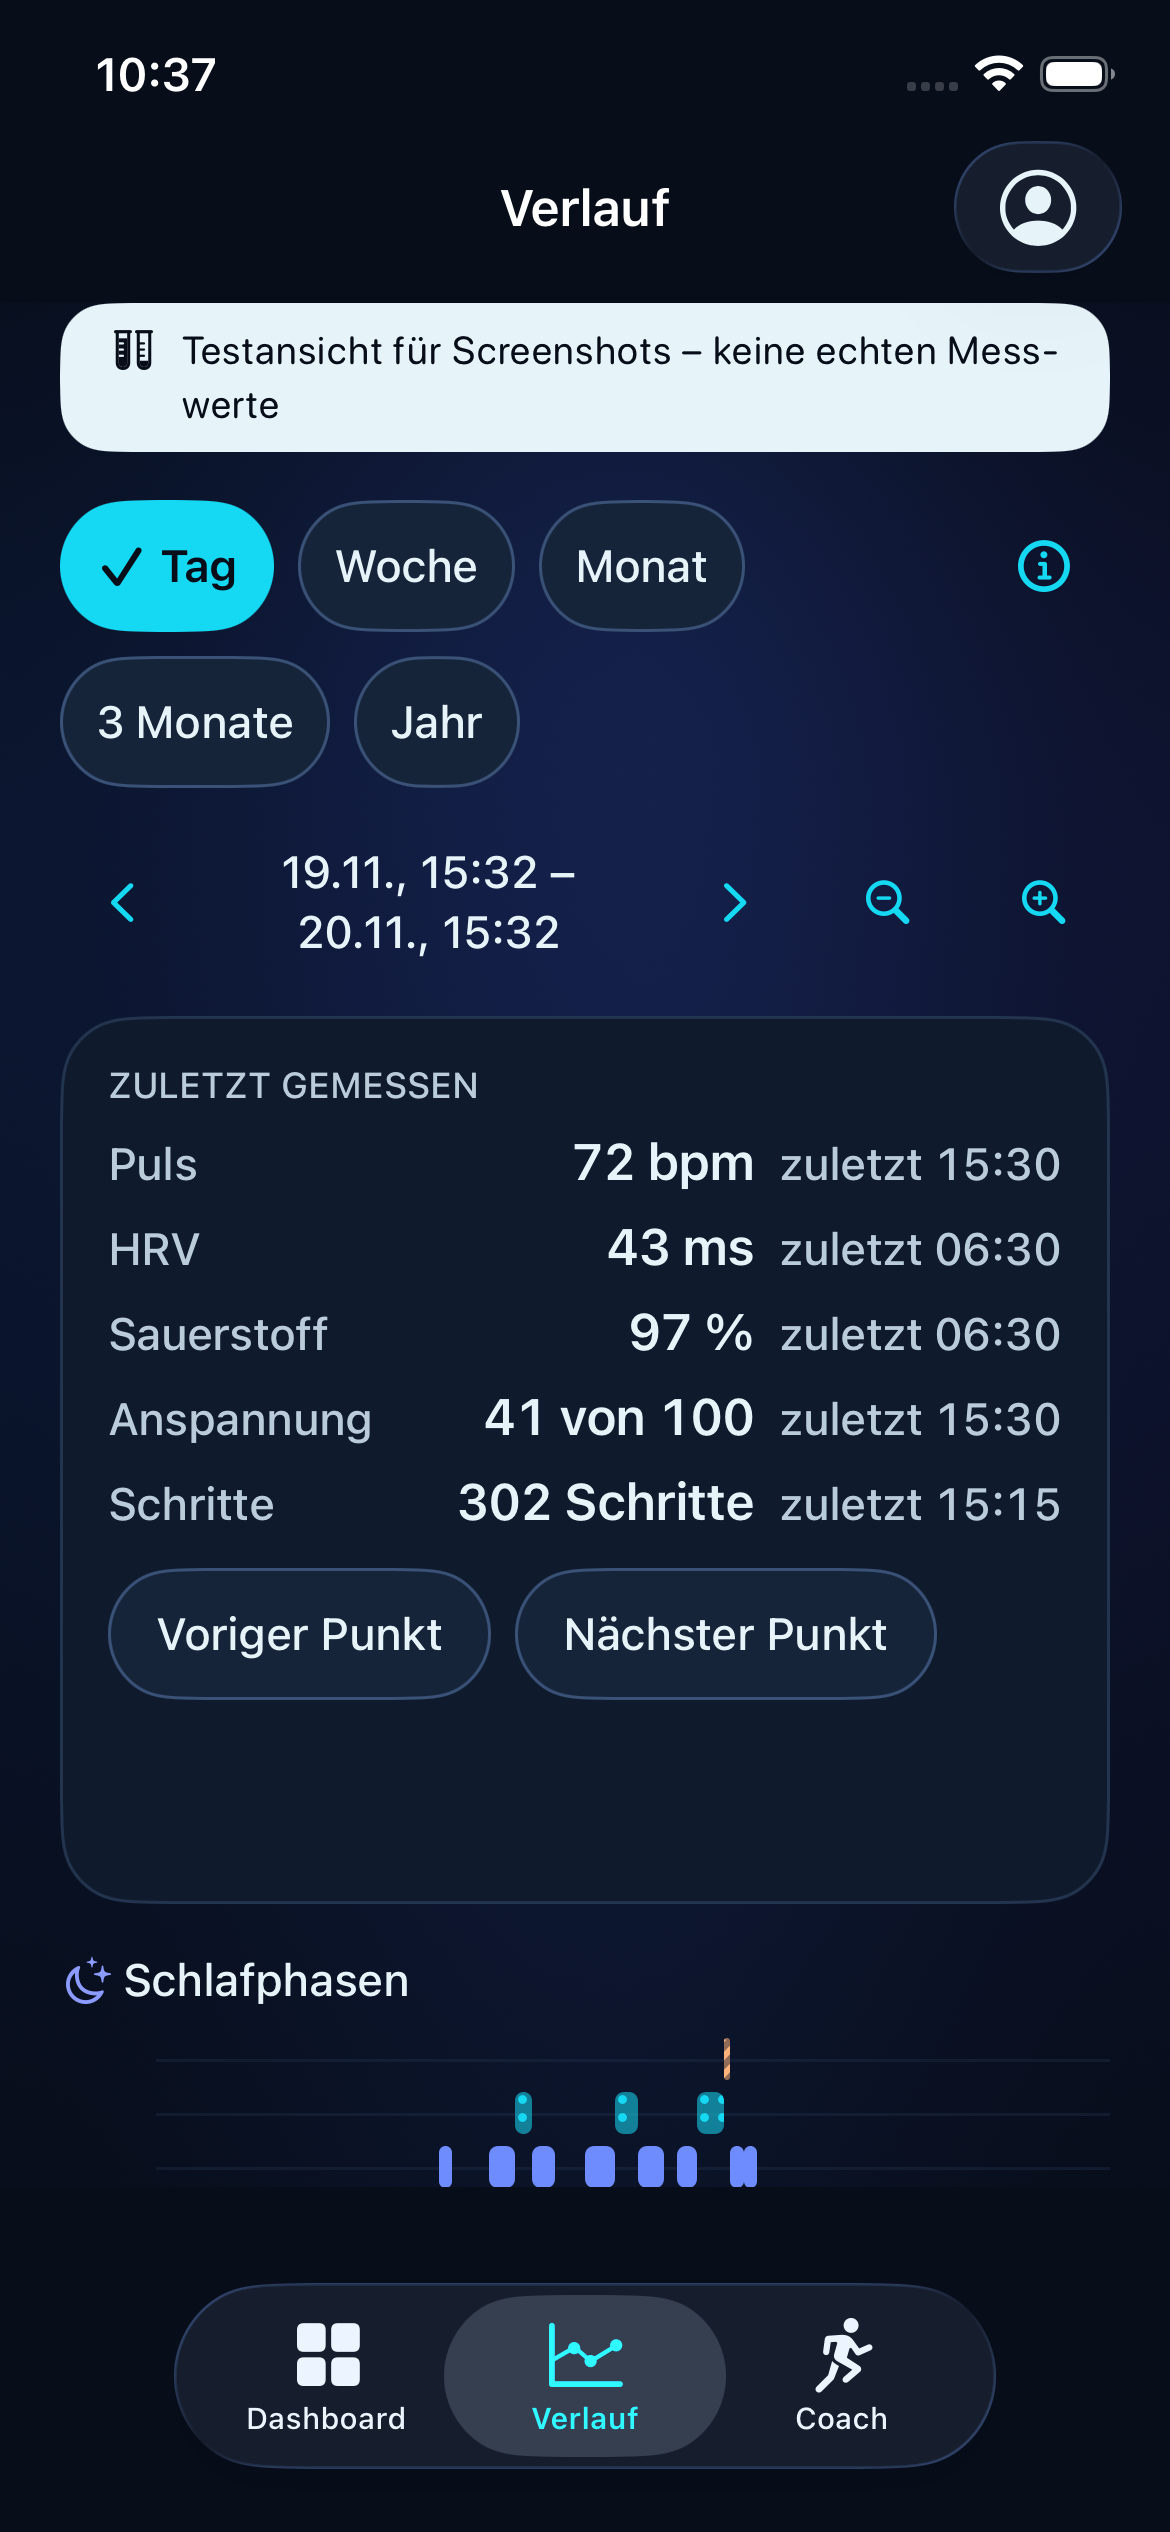 10:37
Verlauf
Testansicht für Screenshots – keine echten Mess-
werte
Tag
Woche
Monat
3 Monate
Jahr
19.11., 15:32 –
20.11., 15:32
ZULETZT GEMESSEN
Puls 72 bpm zuletzt 15:30
HRV 43 ms zuletzt 06:30
Sauerstoff 97 % zuletzt 06:30
Anspannung 41 von 100 zuletzt 15:30
Schritte 302 Schritte zuletzt 15:15
Voriger Punkt
Nächster Punkt
Schlafphasen
Dashboard
Verlauf
Coach